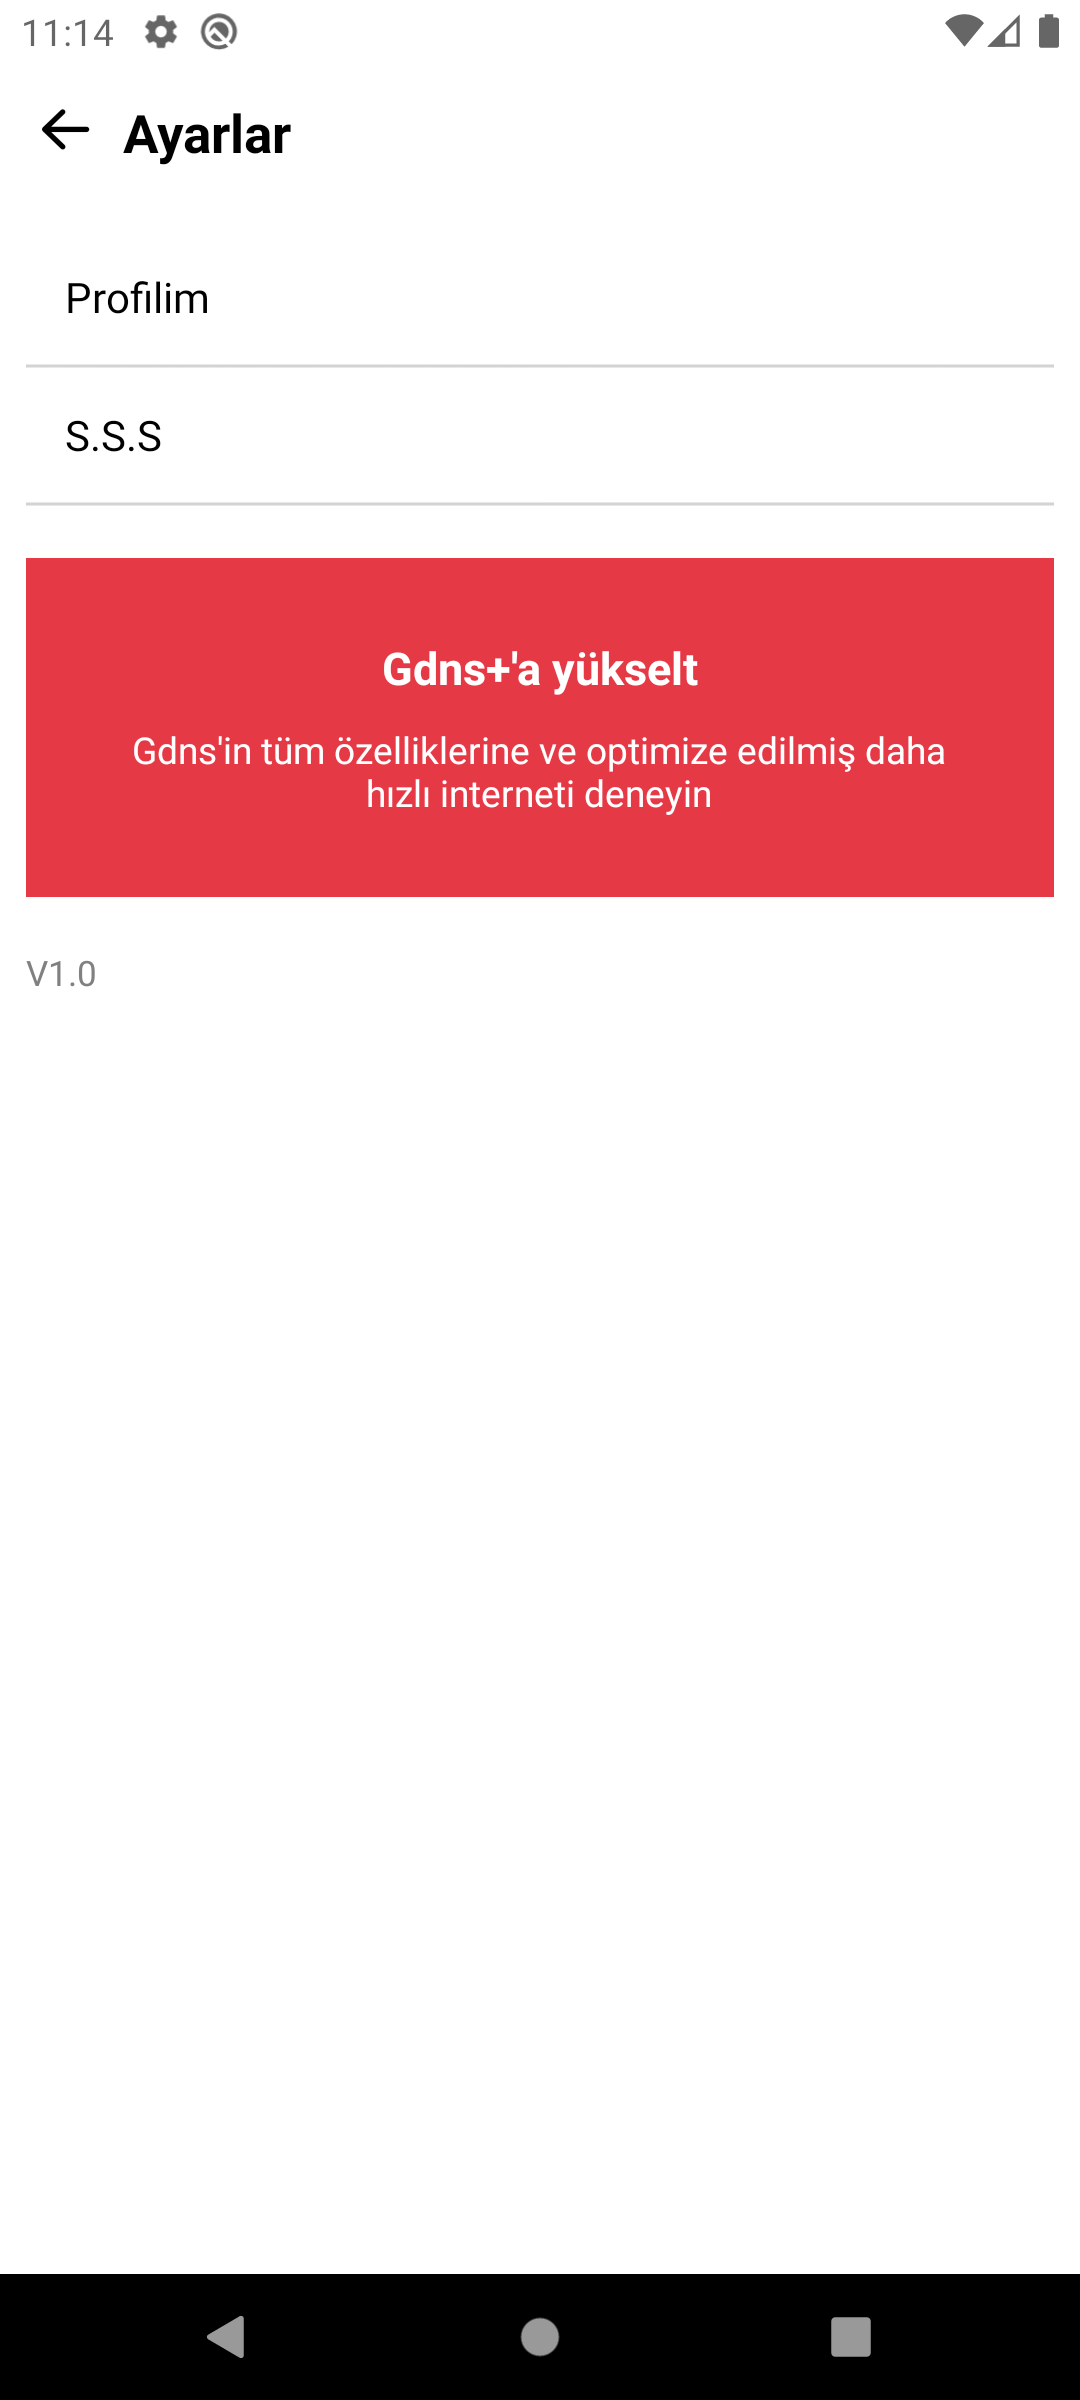 11:14
Ayarlar
Profilim
S.S.S
Gdns+'a yükselt
Gdns'in tüm özelliklerine ve optimize edilmiş daha
hızlı interneti deneyin
V1.0